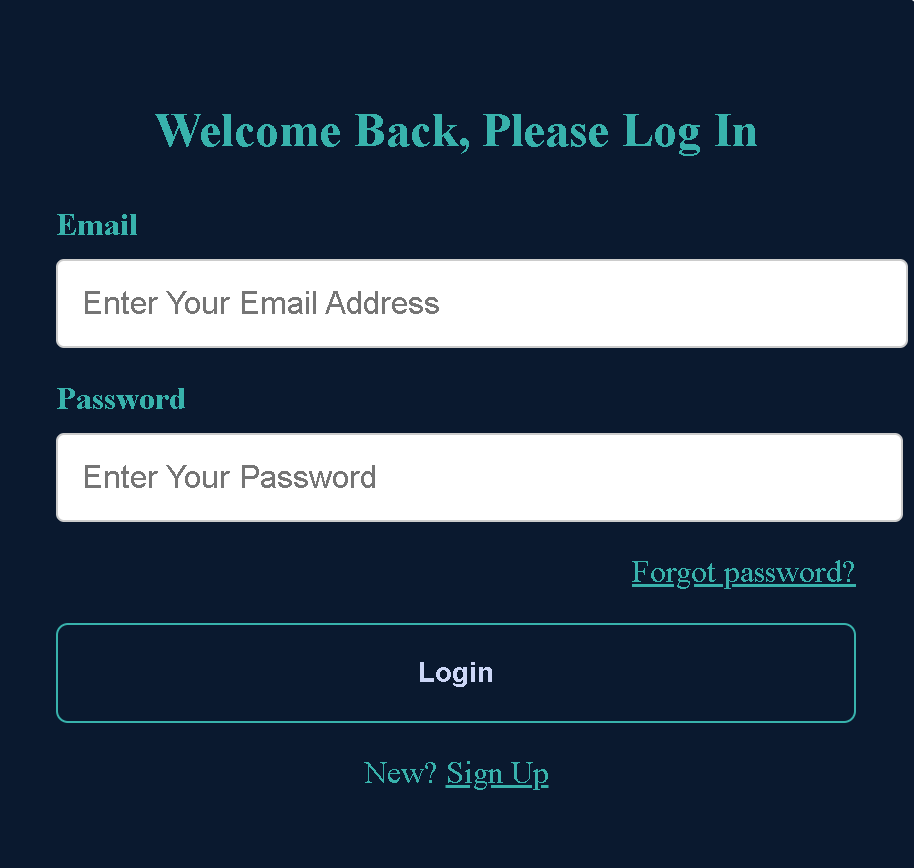 Welcome Back, Please Log In
Email
Enter Your Email Address
Password
Enter Your Password
Forgot password?
Login
New? Sign Up